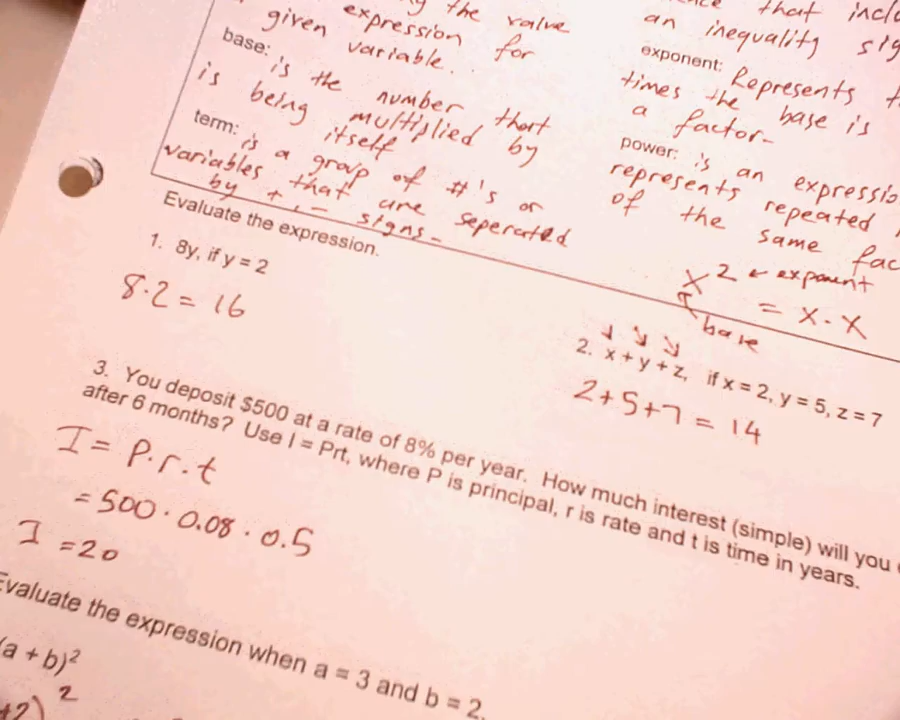 the value
expression for
given variable.
base: is the number that
is being multiplied by
itself
term: is a group of #'s or
variables that are seperated
by +, - signs-
that
an inequality
exponent: Represents
times the base is
a factor-
power: is an
represents repeated
of the same
x² ← exponent
= x·x
base
Evaluate the expression.
1. 8y, if y = 2
8·2 = 16
2. x + y + z, if x = 2, y = 5, z = 7
2+5+7 = 14
3. You deposit $500 at a rate of 8% per year. How much interest (simple) will you
after 6 months? Use I = Prt, where P is principal, r is rate and t is time in years.
I = P.r.t
= 500 · 0.08 · 0.5
I = 20
Evaluate the expression when a = 3 and b = 2.
(a + b)²
+2)²